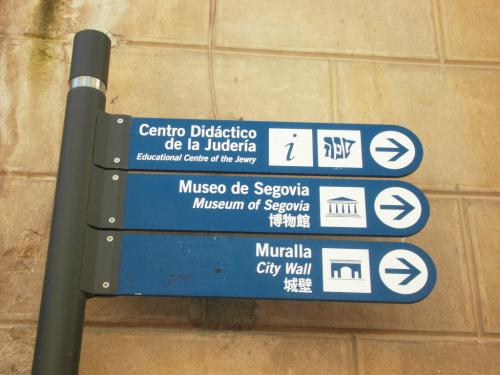 Centro Didáctico
de la Judería
Educational Centre of the Jewry
i
Museo de Segovia
Museum of Segovia
博物館
Muralla
City Wall
城壁